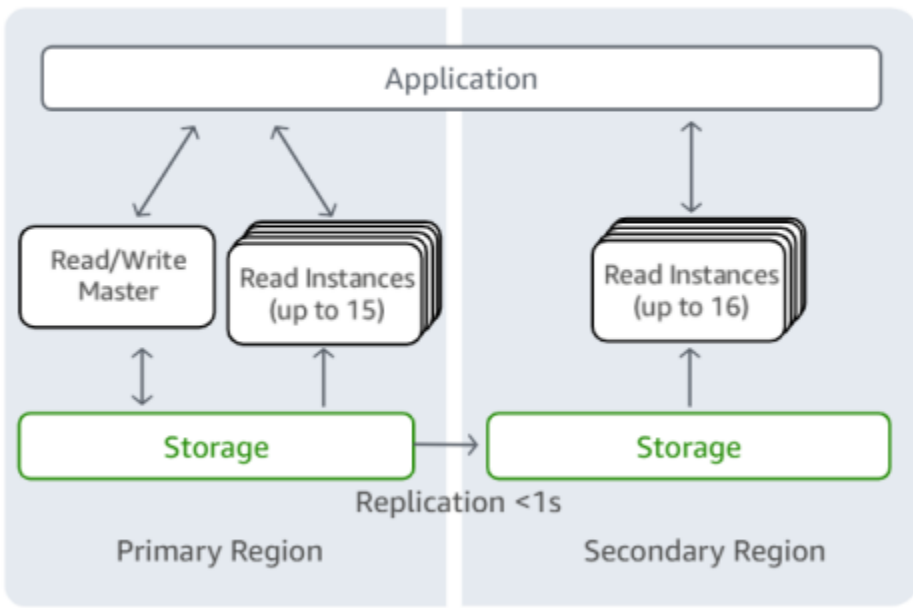 Application
Read/Write
Master
Read Instances
(up to 15)
Read Instances
(up to 16)
Storage
Storage
Replication <1s
Primary Region
Secondary Region